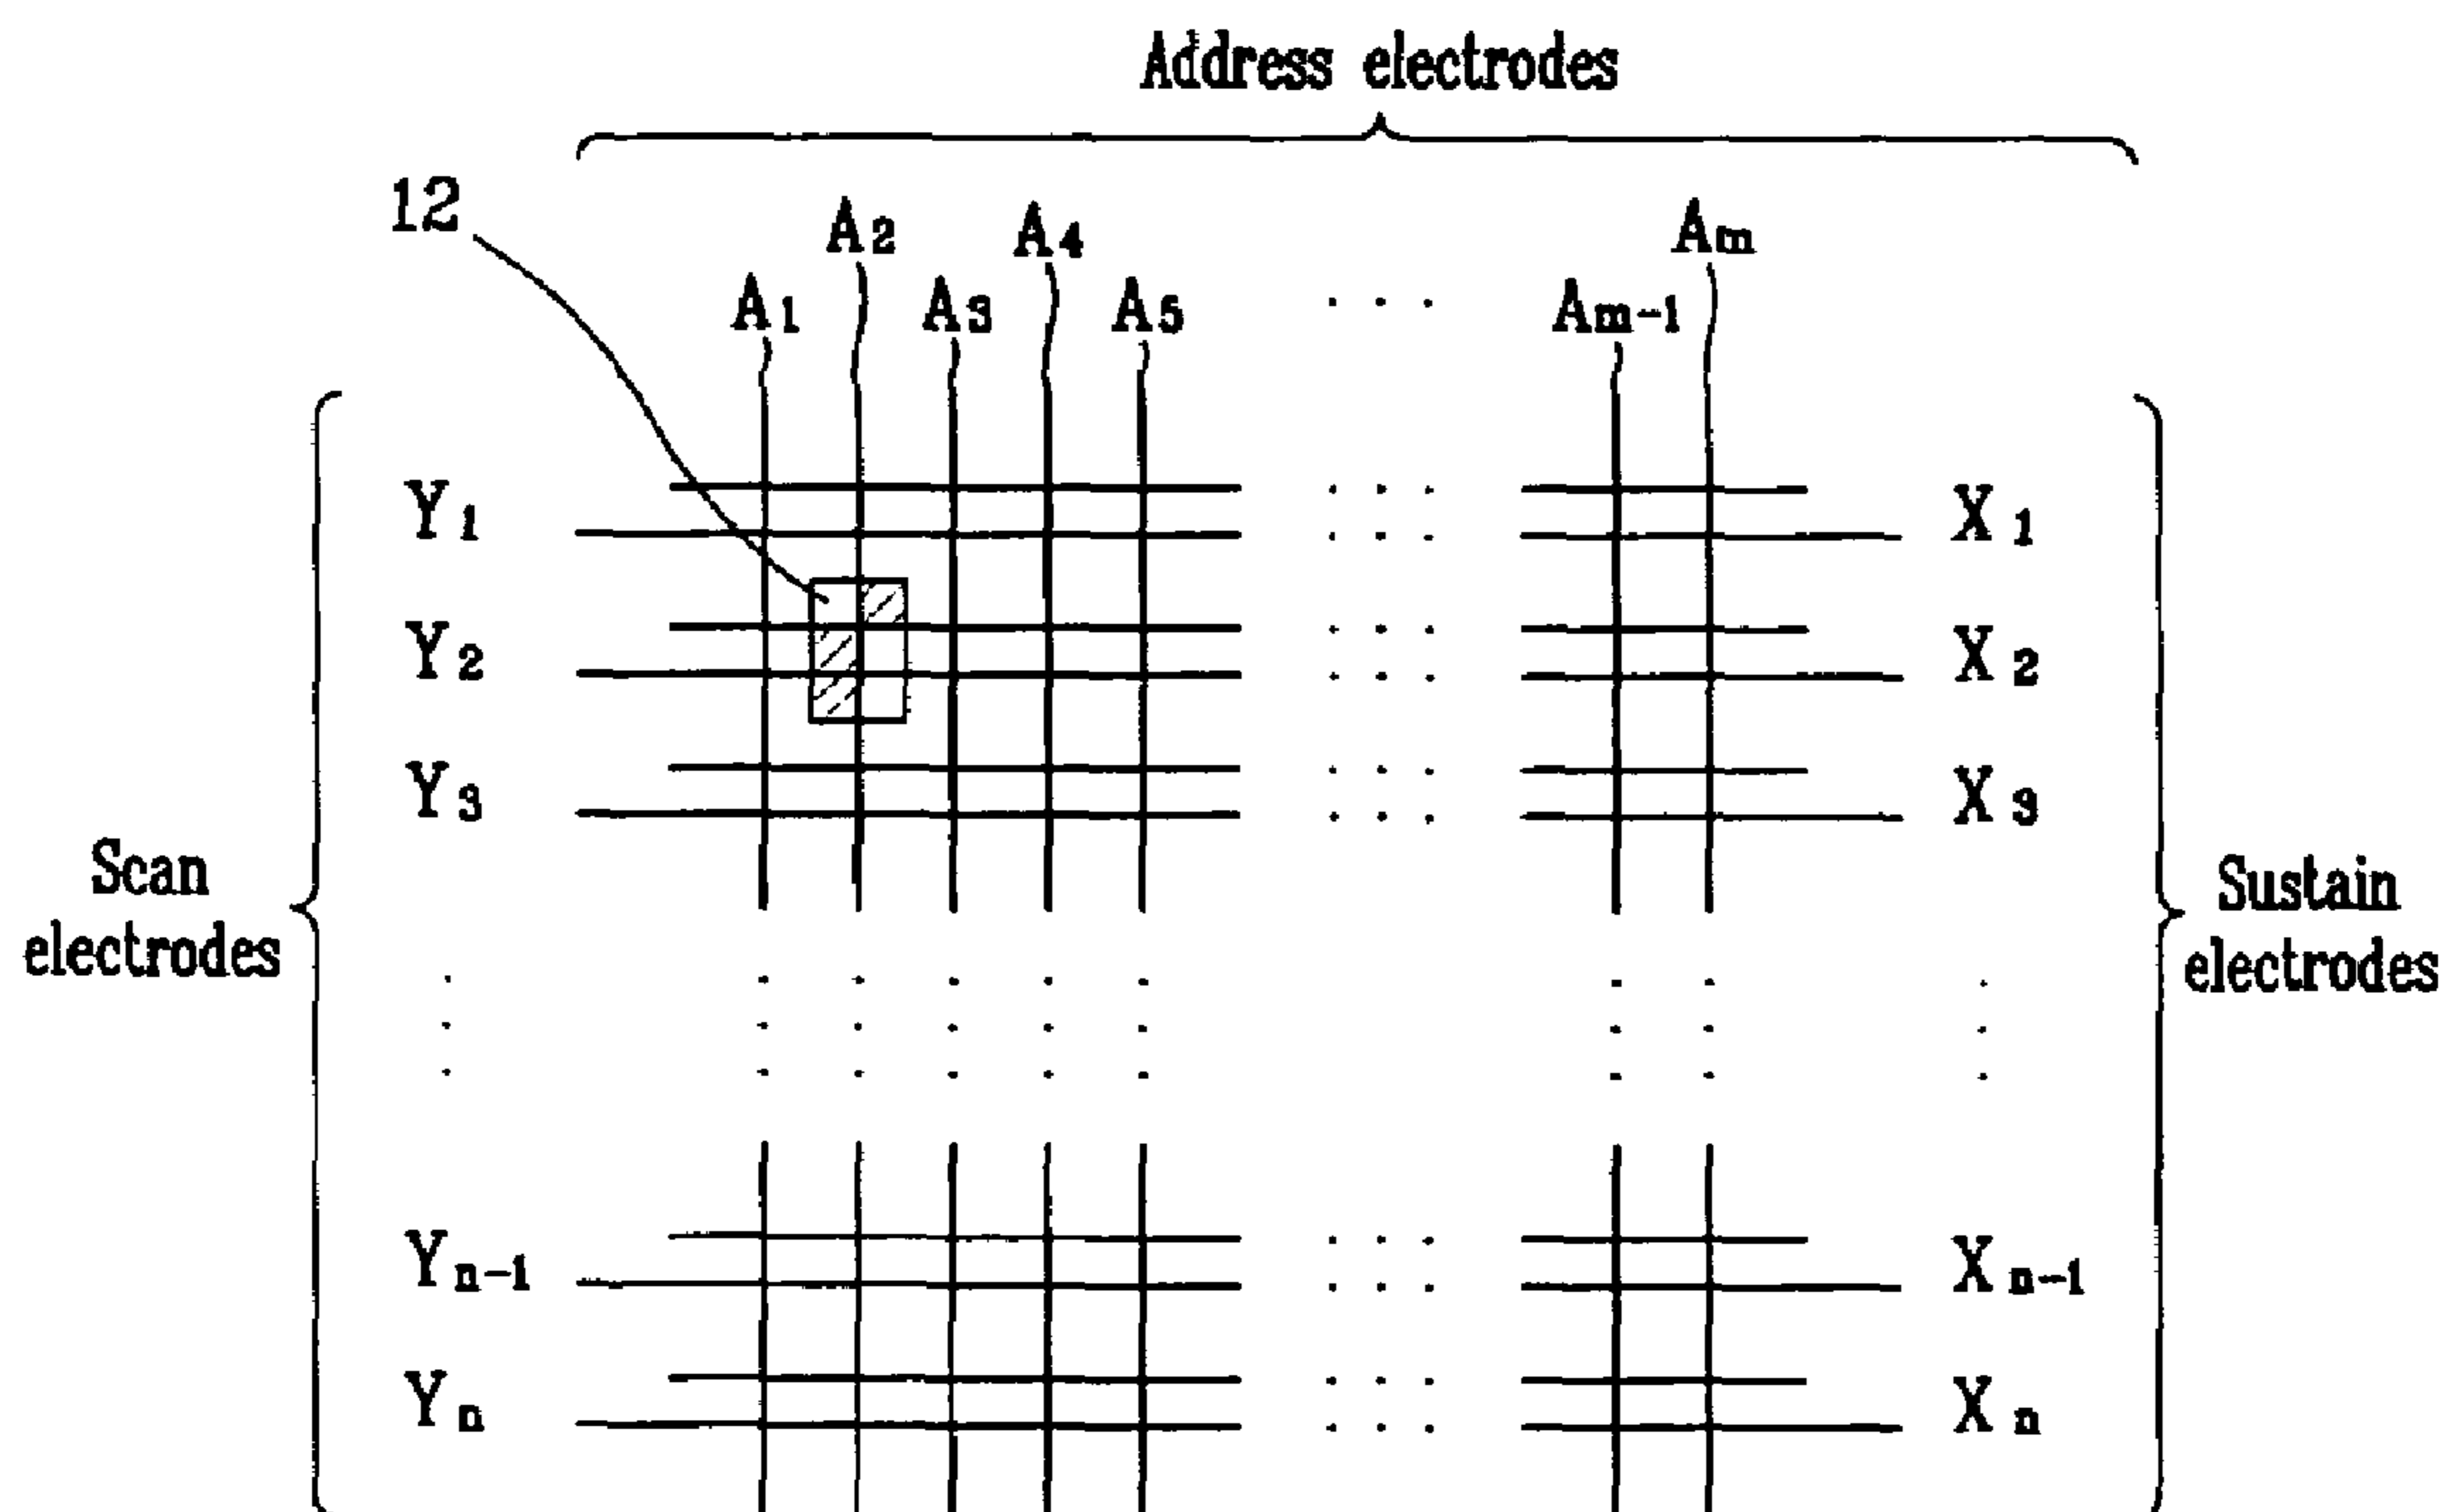 Address electrodes
12
A2 A4 Am
A1 A3 A5 . . . Am-1
Y1 . . . X1
Y2 . . . X2
Y3 . . . X3
Scan
electrodes
Sustain
electrodes
Yn-1 . . . Xn-1
Yn . . . Xn